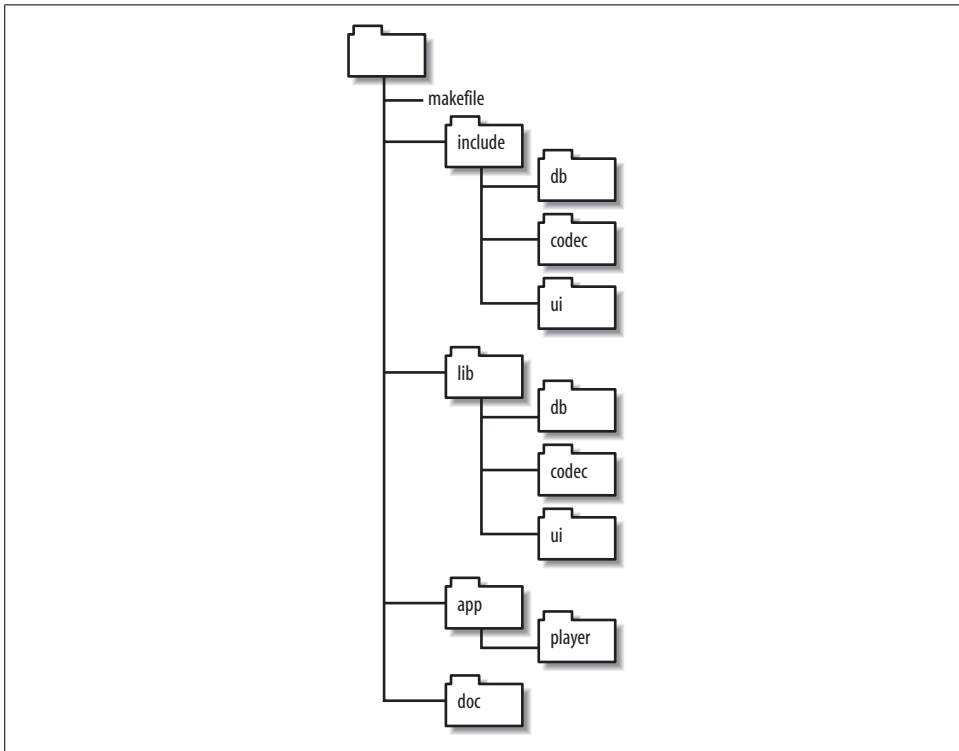 makefile
include
db
codec
ui
lib
db
codec
ui
app
player
doc